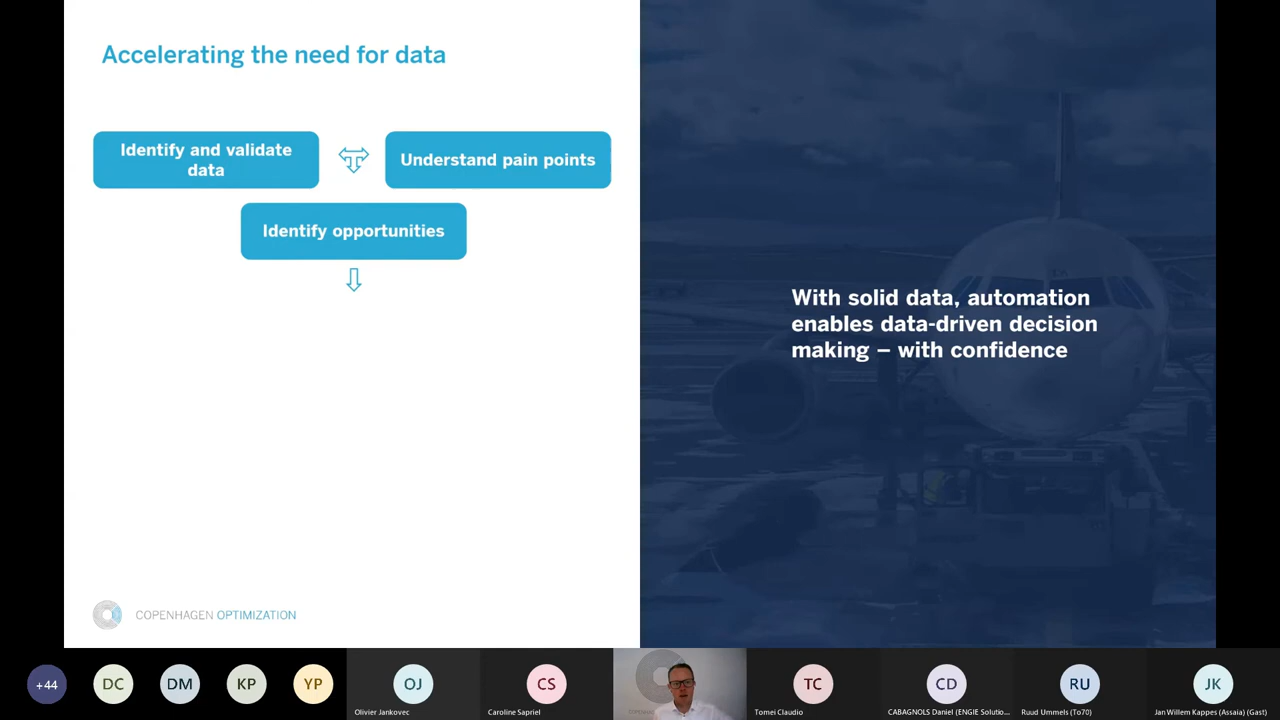 Accelerating the need for data
Identify and validate
data
Understand pain points
Identify opportunities
With solid data, automation
enables data-driven decision
making – with confidence
COPENHAGEN OPTIMIZATION
+44
DC
DM
KP
YP
OJ
Olivier Jankovec
CS
Caroline Sapriel
TC
Tomei Claudio
CD
CABAGNOLS Daniel (ENGIE Solutio...
RU
Ruud Ummels (To70)
JK
Jan Willem Kappes (Assaia) (Gast)